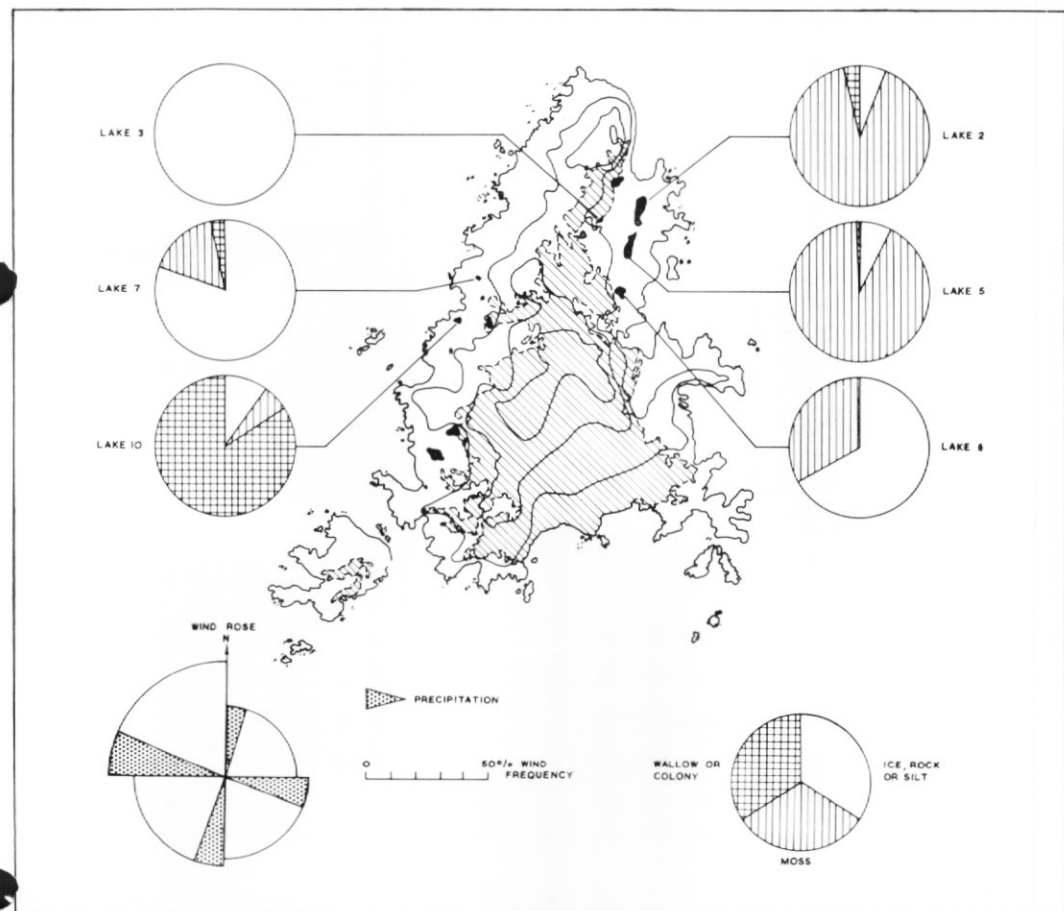 LAKE 3
LAKE 2
LAKE 7
LAKE 5
LAKE 10
LAKE 6
WIND ROSE
N
PRECIPITATION
0 50°/o WIND
FREQUENCY
WALLOW OR
COLONY
ICE, ROCK
OR SILT
MOSS